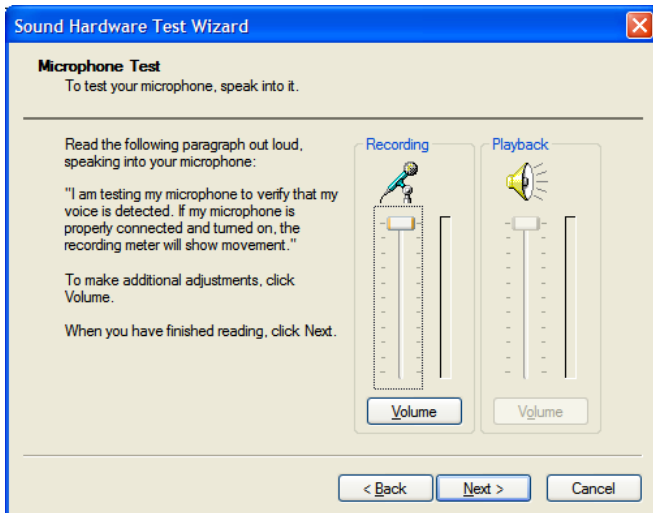 Sound Hardware Test Wizard
Microphone Test
To test your microphone, speak into it.
Read the following paragraph out loud,
speaking into your microphone:
"I am testing my microphone to verify that my
voice is detected. If my microphone is
properly connected and turned on, the
recording meter will show movement."
To make additional adjustments, click
Volume.
When you have finished reading, click Next.
Recording
Volume
Playback
Volume
< Back
Next >
Cancel